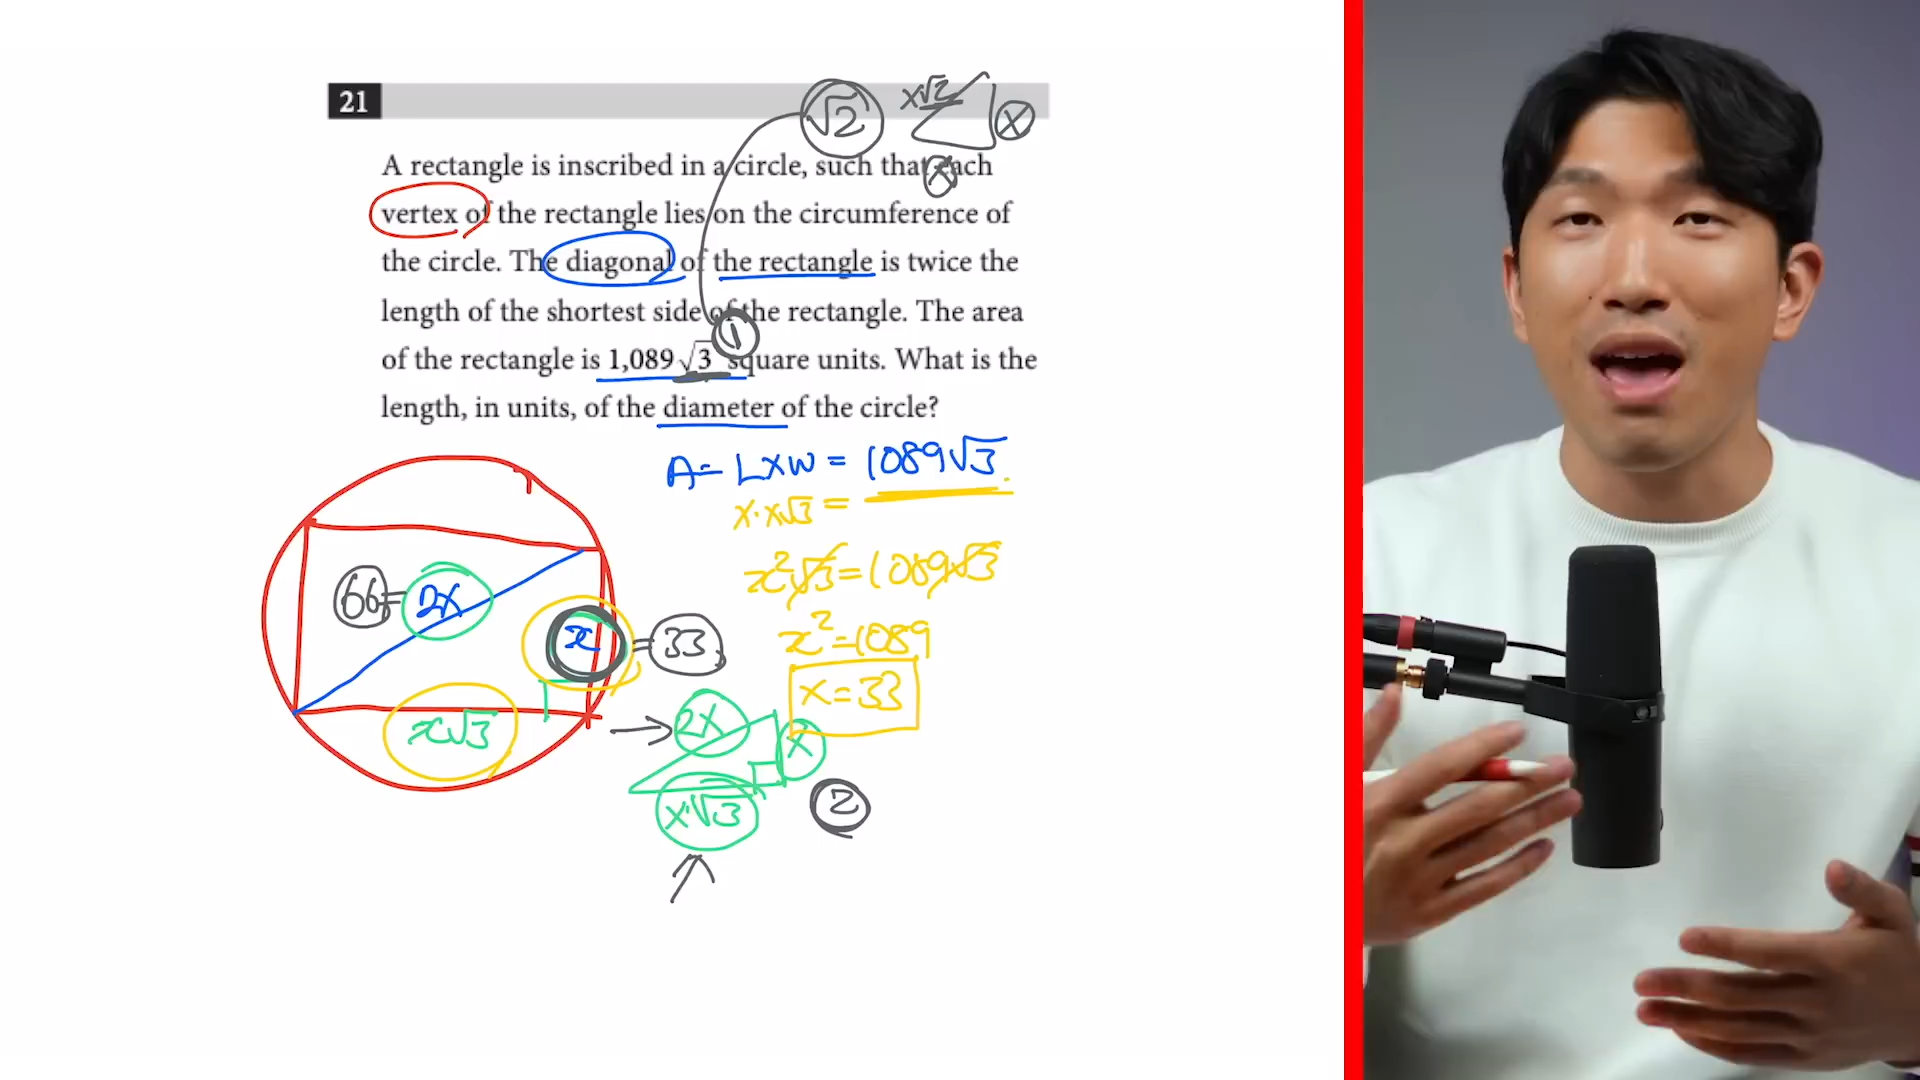 21
√2
x√2
x
x
A rectangle is inscribed in a circle, such that each
vertex of the rectangle lies on the circumference of
the circle. The diagonal of the rectangle is twice the
length of the shortest side of the rectangle. The area
1
of the rectangle is 1,089√3 square units. What is the
length, in units, of the diameter of the circle?
A = L x W = 1089√3
x·x√3 =
x²√3 = 1089√3
66 = 2x
x = 33
x² = 1089
x = 33
x√3
2x
x
x·√3
2